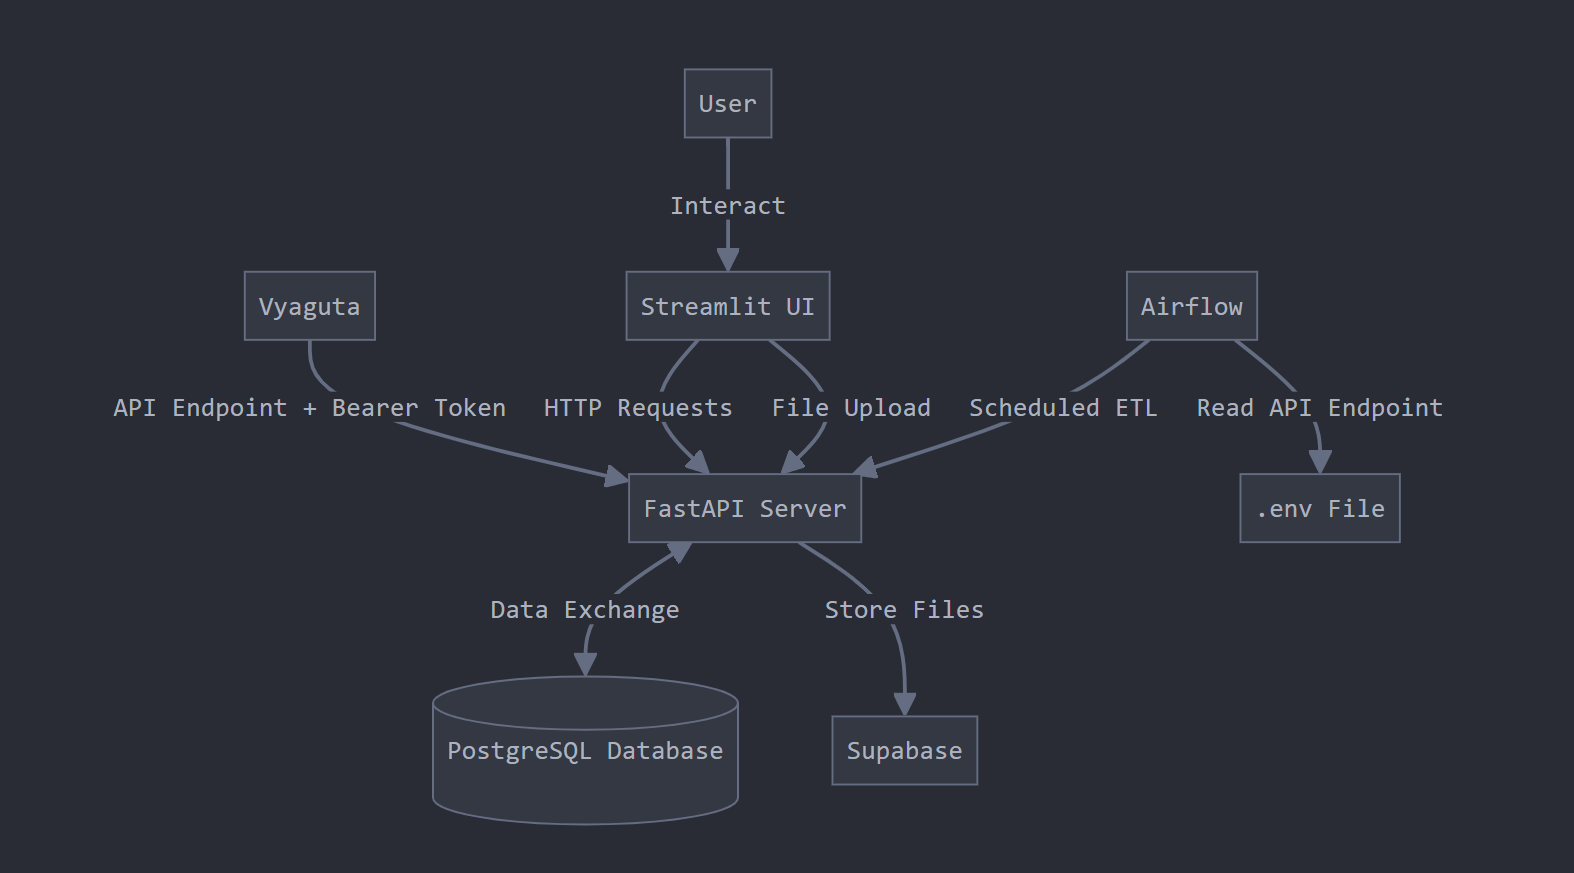 User
Interact
Vyaguta
Streamlit UI
Airflow
API Endpoint + Bearer Token
HTTP Requests
File Upload
Scheduled ETL
Read API Endpoint
FastAPI Server
.env File
Data Exchange
Store Files
PostgreSQL Database
Supabase